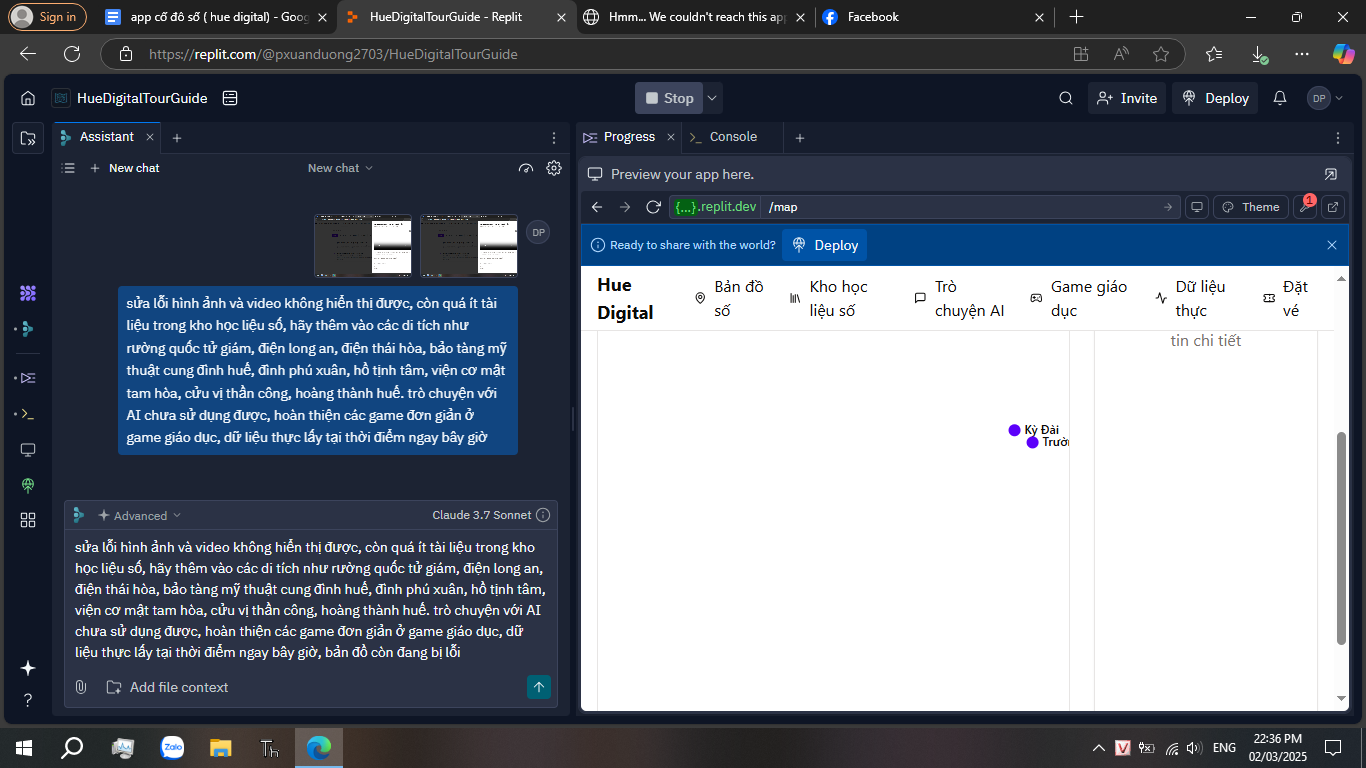 Sign in
app cố đô số ( hue digital) - Goog
HueDigitalTourGuide - Replit
Hmm... We couldn't reach this app
Facebook
https://replit.com/@pxuanduong2703/HueDigitalTourGuide
HueDigitalTourGuide
Stop
Invite
Deploy
DP
Assistant
Progress
Console
New chat
New chat
Preview your app here.
{...}.replit.dev
/map
Theme
1
DP
Ready to share with the world?
Deploy
sửa lỗi hình ảnh và video không hiển thị được, còn quá ít tài
liệu trong kho học liệu số, hãy thêm vào các di tích như
rường quốc tử giám, điện long an, điện thái hòa, bảo tàng mỹ
thuật cung đình huế, đình phú xuân, hồ tịnh tâm, viện cơ mật
tam hòa, cửu vị thần công, hoàng thành huế. trò chuyện với
AI chưa sử dụng được, hoàn thiện các game đơn giản ở
game giáo dục, dữ liệu thực lấy tại thời điểm ngay bây giờ
Hue
Digital
Bản đồ
số
Kho học
liệu số
Trò
chuyện AI
Game giáo
dục
Dữ liệu
thực
Đặt
vé
tin chi tiết
Kỳ Đài
Trườn
Advanced
Claude 3.7 Sonnet
sửa lỗi hình ảnh và video không hiển thị được, còn quá ít tài liệu trong kho
học liệu số, hãy thêm vào các di tích như rường quốc tử giám, điện long an,
điện thái hòa, bảo tàng mỹ thuật cung đình huế, đình phú xuân, hồ tịnh tâm,
viện cơ mật tam hòa, cửu vị thần công, hoàng thành huế. trò chuyện với AI
chưa sử dụng được, hoàn thiện các game đơn giản ở game giáo dục, dữ
liệu thực lấy tại thời điểm ngay bây giờ, bản đồ còn đang bị lỗi
Add file context
Zalo
Th
V
ENG
22:36 PM
02/03/2025